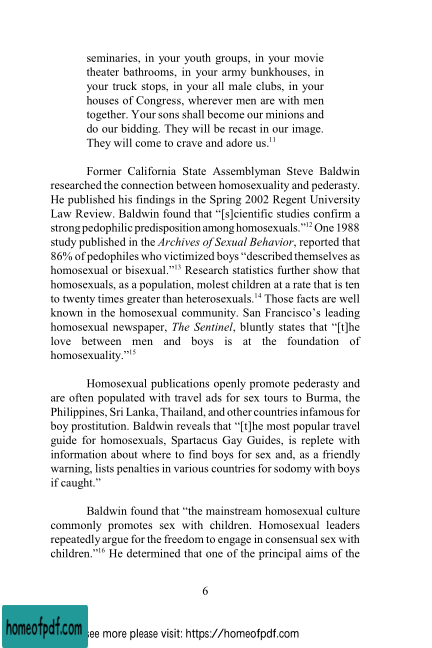 seminaries, in your youth groups, in your movie
theater bathrooms, in your army bunkhouses, in
your truck stops, in your all male clubs, in your
houses of Congress, wherever men are with men
together. Your sons shall become our minions and
do our bidding. They will be recast in our image.
They will come to crave and adore us.11
Former California State Assemblyman Steve Baldwin
researched the connection between homosexuality and pederasty.
He published his findings in the Spring 2002 Regent University
Law Review. Baldwin found that “[s]cientific studies confirm a
strong pedophilic predisposition among homosexuals.”12 One 1988
study published in the Archives of Sexual Behavior, reported that
86% of pedophiles who victimized boys “described themselves as
homosexual or bisexual.”13 Research statistics further show that
homosexuals, as a population, molest children at a rate that is ten
to twenty times greater than heterosexuals.14 Those facts are well
known in the homosexual community. San Francisco’s leading
homosexual newspaper, The Sentinel, bluntly states that “[t]he
love between men and boys is at the foundation of
homosexuality.”15
Homosexual publications openly promote pederasty and
are often populated with travel ads for sex tours to Burma, the
Philippines, Sri Lanka, Thailand, and other countries infamous for
boy prostitution. Baldwin reveals that “[t]he most popular travel
guide for homosexuals, Spartacus Gay Guides, is replete with
information about where to find boys for sex and, as a friendly
warning, lists penalties in various countries for sodomy with boys
if caught.”
Baldwin found that “the mainstream homosexual culture
commonly promotes sex with children. Homosexual leaders
repeatedly argue for the freedom to engage in consensual sex with
children.”16 He determined that one of the principal aims of the
6
homeofpdf.com
see more please visit: https://homeofpdf.com